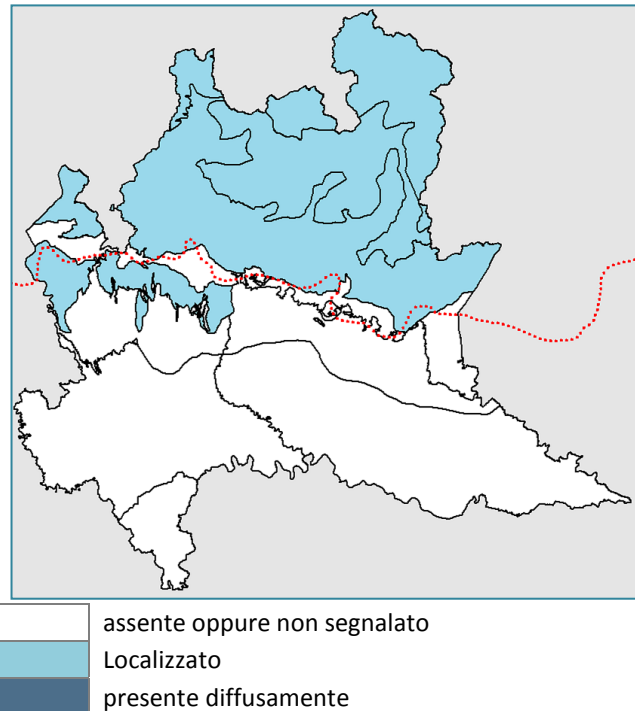 assente oppure non segnalato
Localizzato
presente diffusamente